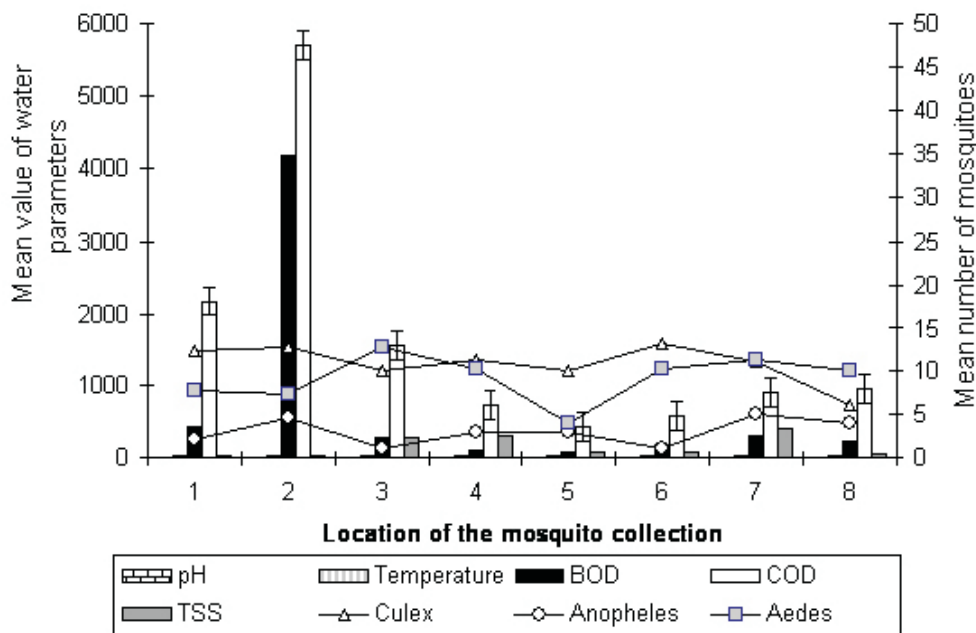 6000
5000
4000
3000
2000
1000
0
Mean value of water
parameters
50
45
40
35
30
25
20
15
10
5
0
Mean number of mosquitoes
1 2 3 4 5 6 7 8
Location of the mosquito collection
pH Temperature BOD COD
TSS Culex Anopheles Aedes